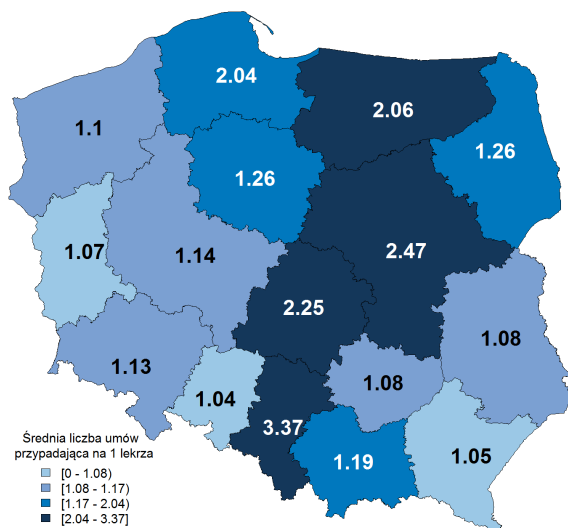 2.04
2.06
1.1
1.26
1.26
1.07
1.14
2.47
2.25
1.13
1.08
1.08
1.04
3.37
1.19
1.05
Średnia liczba umów
przypadająca na 1 lekrza
[0 - 1.08)
[1.08 - 1.17)
[1.17 - 2.04)
[2.04 - 3.37]